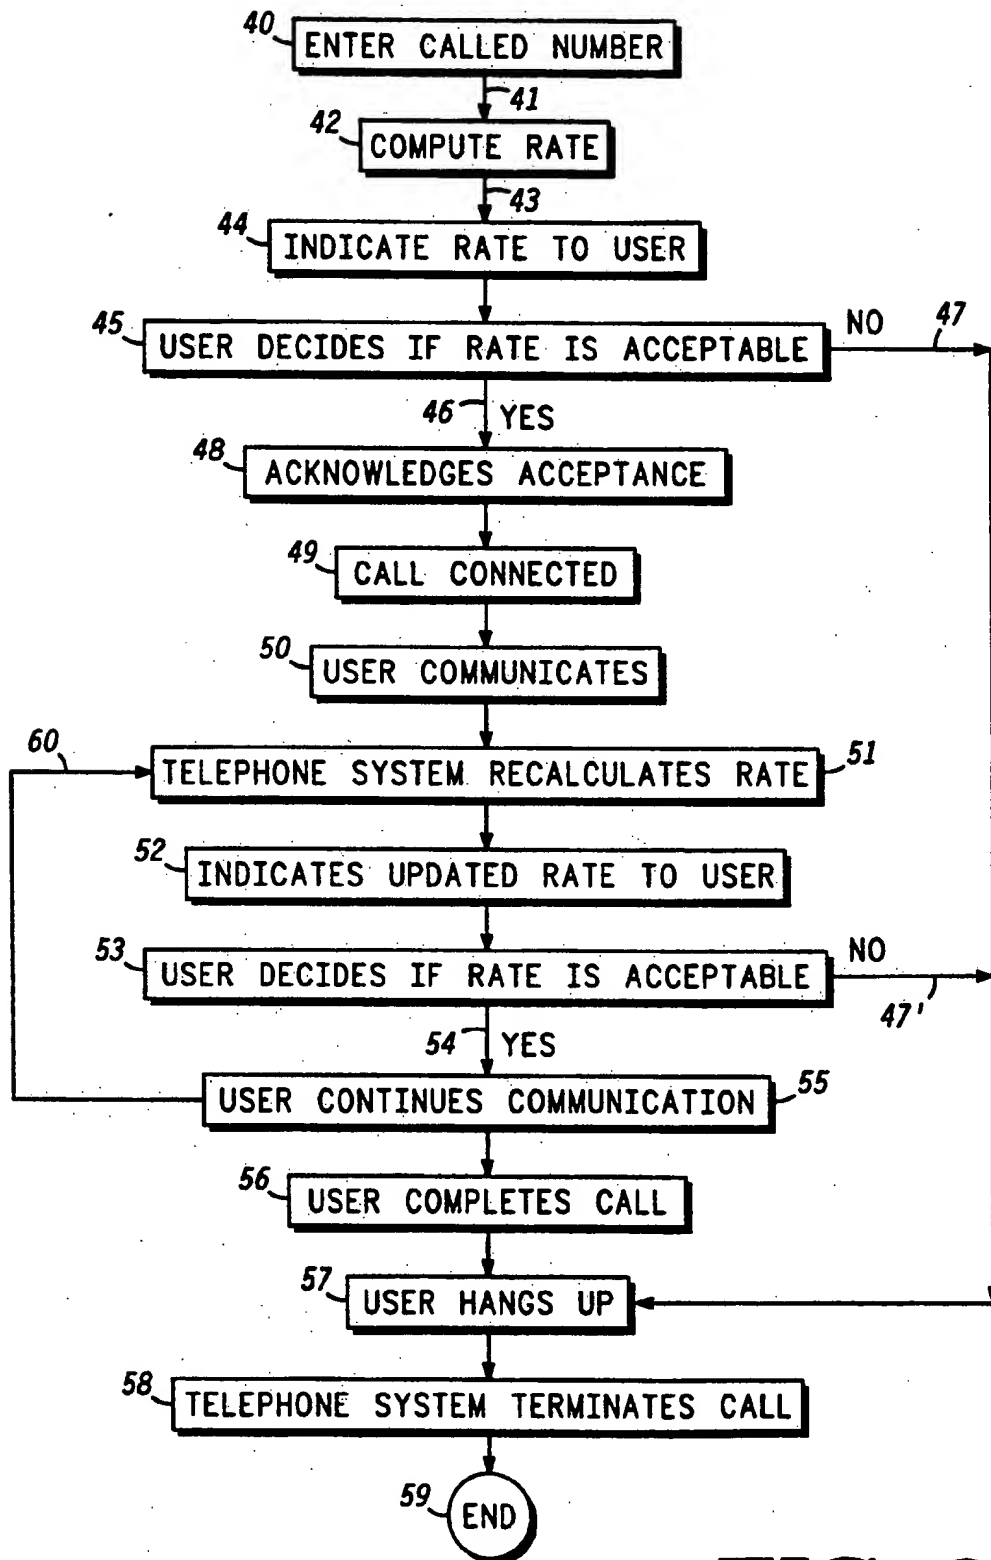 40
ENTER CALLED NUMBER
41
42
COMPUTE RATE
43
44
INDICATE RATE TO USER
45
USER DECIDES IF RATE IS ACCEPTABLE
NO
47
46
YES
48
ACKNOWLEDGES ACCEPTANCE
49
CALL CONNECTED
50
USER COMMUNICATES
60
TELEPHONE SYSTEM RECALCULATES RATE
51
52
INDICATES UPDATED RATE TO USER
53
USER DECIDES IF RATE IS ACCEPTABLE
NO
47'
54
YES
USER CONTINUES COMMUNICATION
55
56
USER COMPLETES CALL
57
USER HANGS UP
58
TELEPHONE SYSTEM TERMINATES CALL
59
END